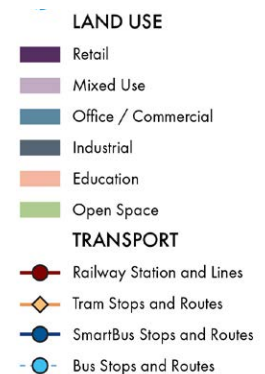 LAND USE
Retail
Mixed Use
Office / Commercial
Industrial
Education
Open Space
TRANSPORT
Railway Station and Lines
Tram Stops and Routes
SmartBus Stops and Routes
Bus Stops and Routes